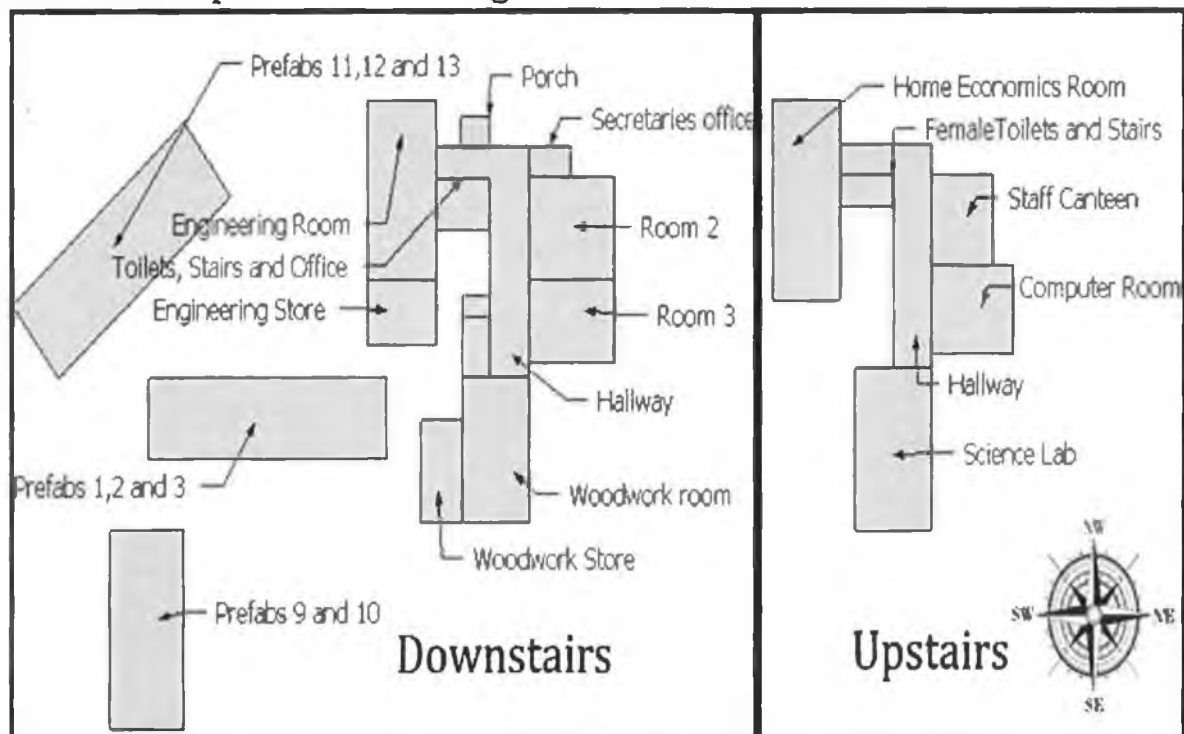 Prefabs 11,12 and 13
Porch
Secretaries office
Engineering Room
Room 2
Toilets, Stairs and Office
Engineering Store
Room 3
Hallway
Prefabs 1,2 and 3
Woodwork room
Woodwork Store
Prefabs 9 and 10
Downstairs
Home Economics Room
FemaleToilets and Stairs
Staff Canteen
Computer Room
Hallway
Science Lab
Upstairs
NW
SW
NE
SE